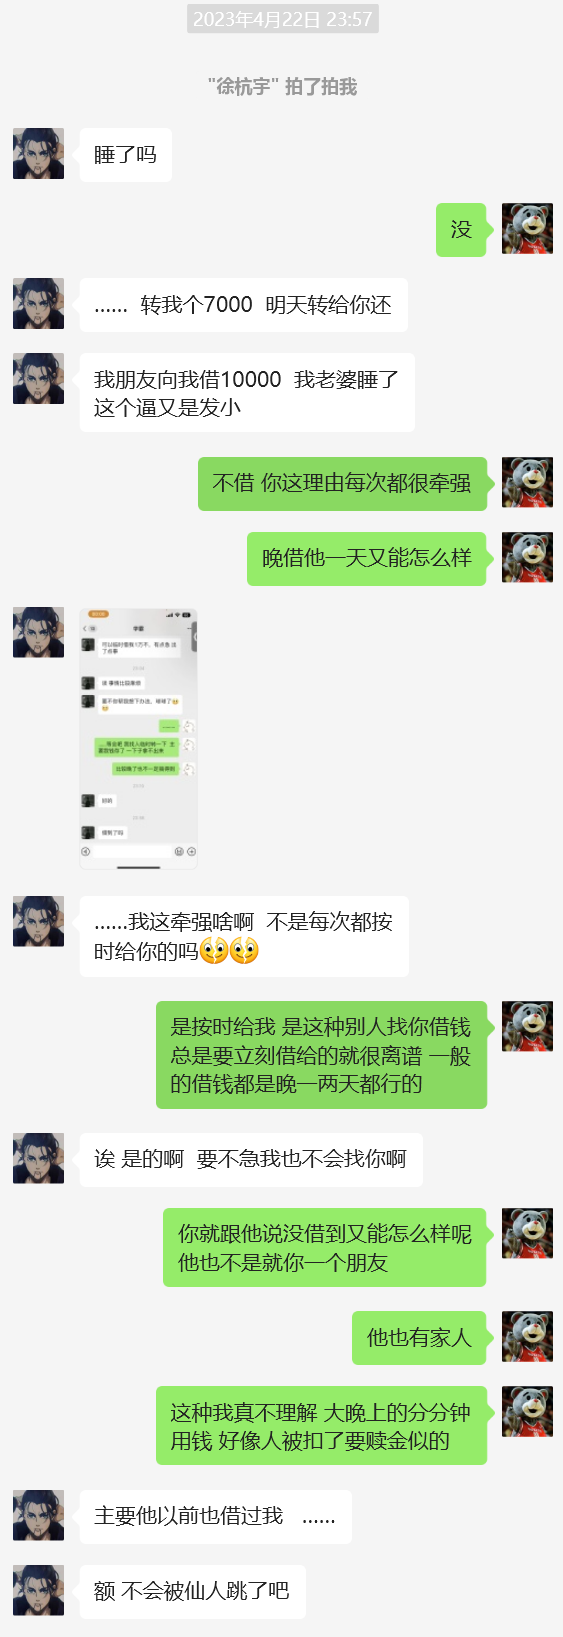 2023年4月22日 23:57
"徐杭宇" 拍了拍我
睡了吗
没
...... 转我个7000 明天转给你还
我朋友向我借10000 我老婆睡了
这个逼又是发小
不借 你这理由每次都很牵强
晚借他一天又能怎么样
......我这牵强啥啊 不是每次都按
时给你的吗
是按时给我 是这种别人找你借钱
总是要立刻借给的就很离谱 一般
的借钱都是晚一两天都行的
诶 是的啊 要不急我也不会找你啊
你就跟他说没借到又能怎么样呢
他也不是就你一个朋友
他也有家人
这种我真不理解 大晚上的分分钟
用钱 好像人被扣了要赎金似的
主要他以前也借过我 ......
额 不会被仙人跳了吧